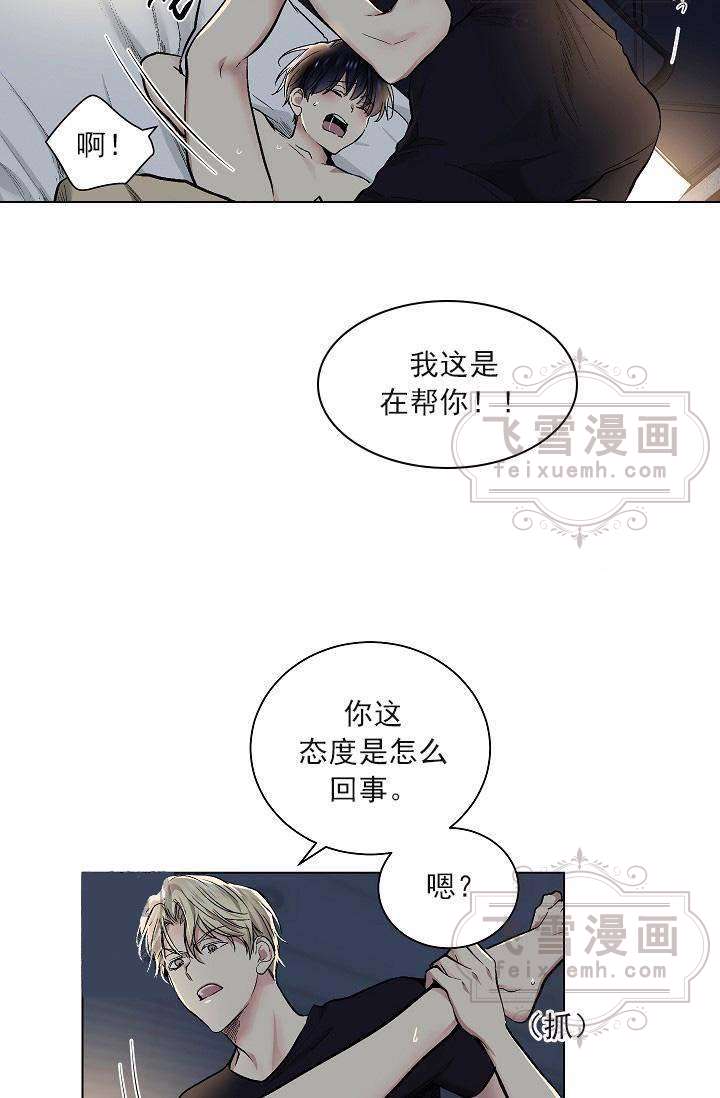 啊！
我这是
在帮你！！
飞雪漫画
feixuemh.com
你这
态度是怎么
回事。
嗯？
飞雪漫画
feixuemh.com
（抓）